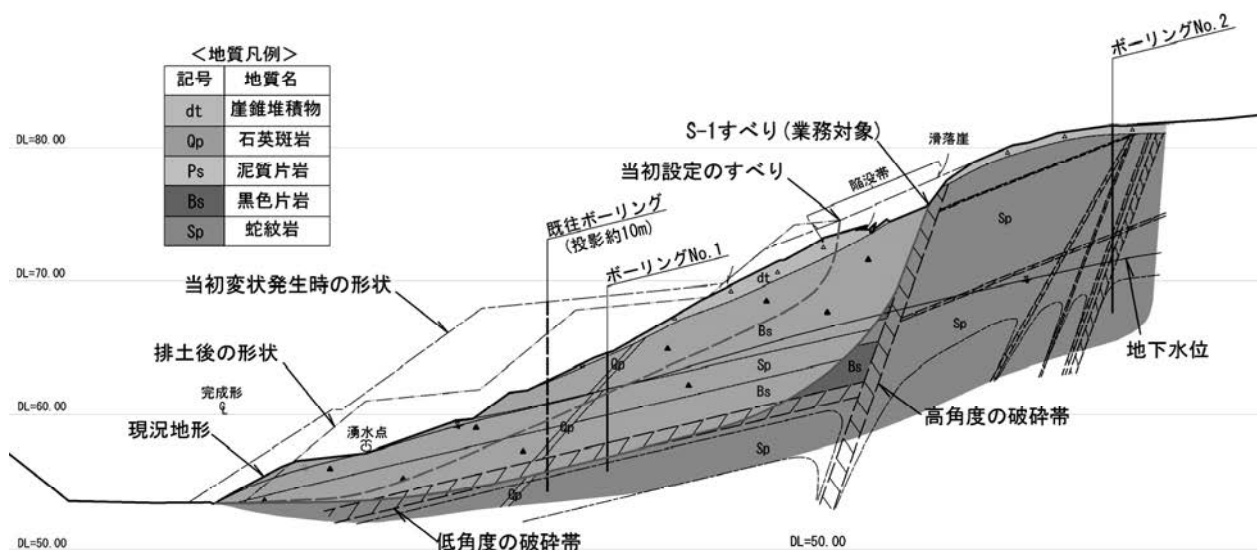 <地質凡例>
記号 地質名
dt 崖錐堆積物
Qp 石英斑岩
Ps 泥質片岩
Bs 黒色片岩
Sp 蛇紋岩
ボーリングNo.2
DL=80.00
S-1すべり(業務対象)
滑落崖
当初設定のすべり
陥没帯
既往ボーリング
(投影約10m)
ボーリングNo.1
Sp
DL=70.00
当初変状発生時の形状
dt
Bs
Sp
地下水位
排土後の形状
Qp
Sp
Bs
Bs
完成形
DL=60.00
高角度の破砕帯
現況地形
湧水点
Qp
Sp
Qp
低角度の破砕帯
DL=50.00
DL=50.00